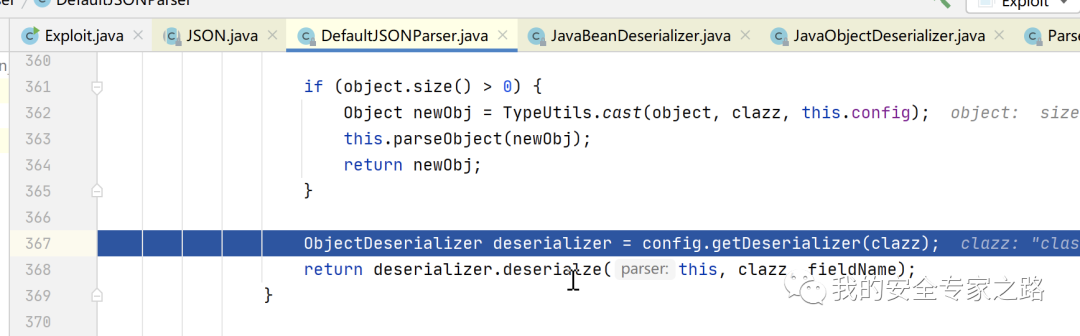 DefaultJSONParser.java
Exploit
Exploit.java JSON.java DefaultJSONParser.java JavaBeanDeserializer.java JavaObjectDeserializer.java Parse
360
361 if (object.size() > 0) {
362 Object newObj = TypeUtils.cast(object, clazz, this.config); object: size
363 this.parseObject(newObj);
364 return newObj;
365 }
366
367 ObjectDeserializer deserializer = config.getDeserializer(clazz); clazz: "clas
368 return deserializer.deserialze( parser: this, clazz, fieldName);
369 }
370
我的安全专家之路